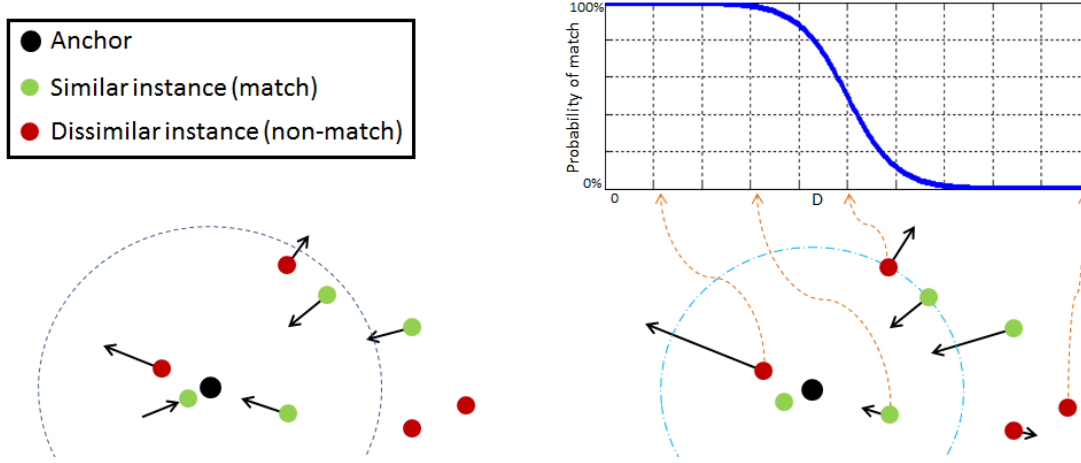 Anchor
Similar instance (match)
Dissimilar instance (non-match)
100%
Probability of match
0%
0
D